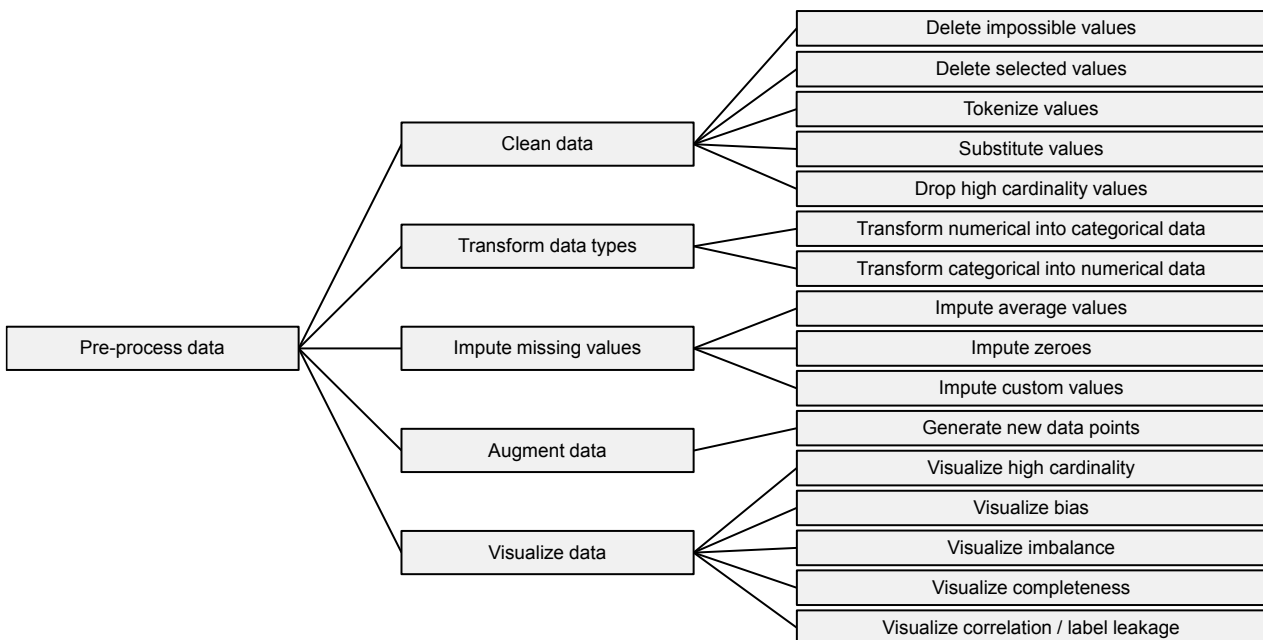 Pre-process data
Clean data
Delete impossible values
Delete selected values
Tokenize values
Substitute values
Drop high cardinality values
Transform data types
Transform numerical into categorical data
Transform categorical into numerical data
Impute missing values
Impute average values
Impute zeroes
Impute custom values
Augment data
Generate new data points
Visualize data
Visualize high cardinality
Visualize bias
Visualize imbalance
Visualize completeness
Visualize correlation / label leakage